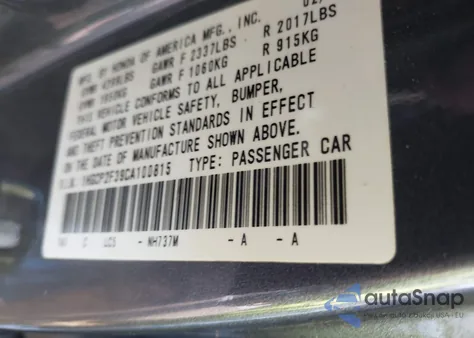 MFD. BY HONDA OF AMERICA MFG., INC.
GVWR GAWR F 2337LBS R 2017LBS
GVWR GAWR F 1060KG R 915KG
THIS VEHICLE CONFORMS TO ALL APPLICABLE
FEDERAL MOTOR VEHICLE SAFETY, BUMPER,
AND THEFT PREVENTION STANDARDS IN EFFECT
ON THE DATE OF MANUFACTURE SHOWN ABOVE.
V.I.N.: 1HGCP2F39CA100815 TYPE: PASSENGER CAR
C NH737M - A - A
autoSnap